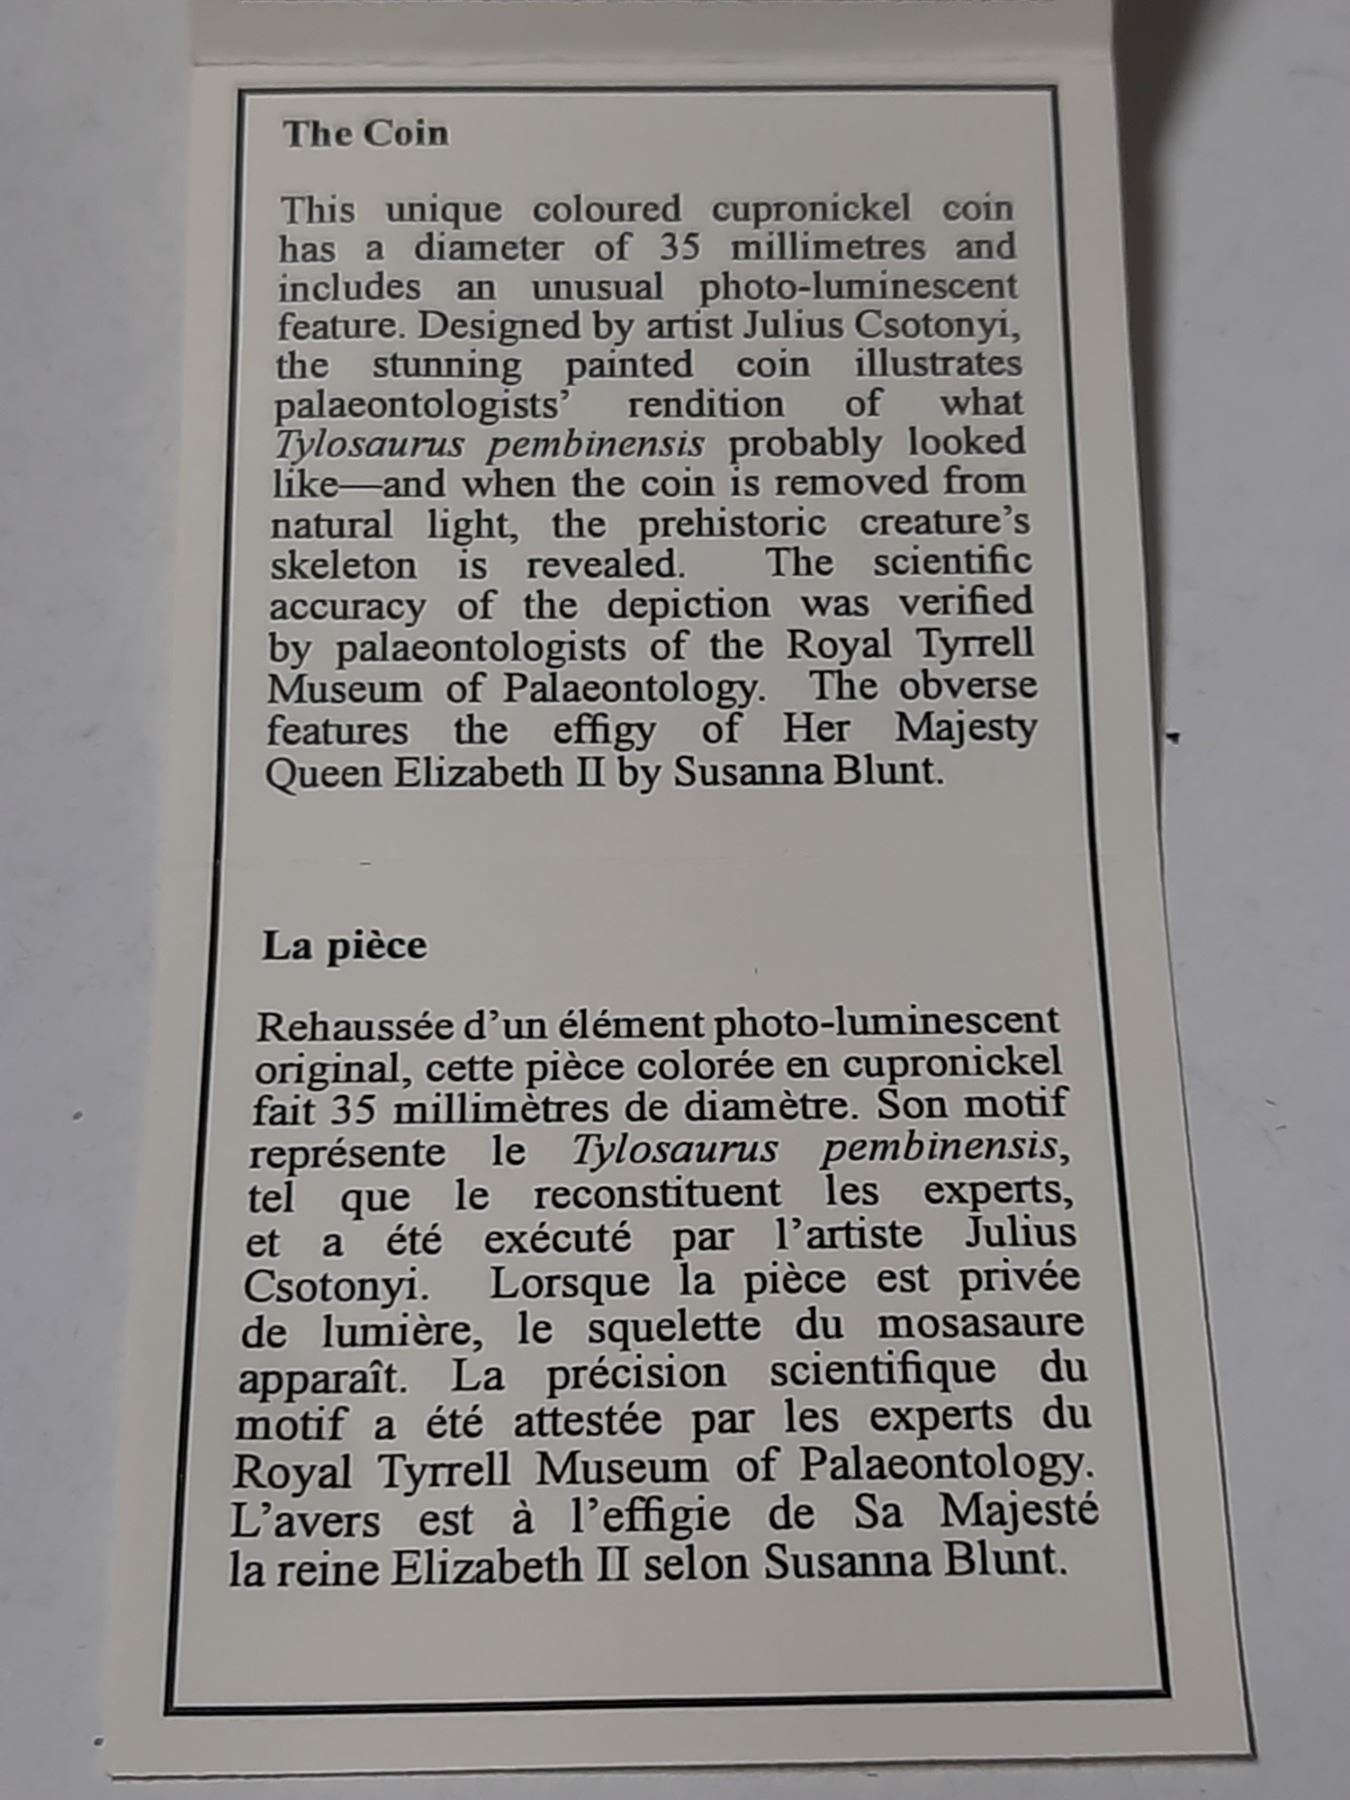 The Coin
This unique coloured cupronickel coin
has a diameter of 35 millimetres and
includes an unusual photo-luminescent
feature. Designed by artist Julius Csotonyi,
the stunning painted coin illustrates
palaeontologists’ rendition of what
Tylosaurus pembinensis probably looked
like—and when the coin is removed from
natural light, the prehistoric creature’s
skeleton is revealed. The scientific
accuracy of the depiction was verified
by palaeontologists of the Royal Tyrrell
Museum of Palaeontology. The obverse
features the effigy of Her Majesty
Queen Elizabeth II by Susanna Blunt.
La pièce
Rehaussée d’un élément photo-luminescent
original, cette pièce colorée en cupronickel
fait 35 millimètres de diamètre. Son motif
représente le Tylosaurus pembinensis,
tel que le reconstituent les experts,
et a été exécuté par l’artiste Julius
Csotonyi. Lorsque la pièce est privée
de lumière, le squelette du mosasaure
apparaît. La précision scientifique du
motif a été attestée par les experts du
Royal Tyrrell Museum of Palaeontology.
L’avers est à l’effigie de Sa Majesté
la reine Elizabeth II selon Susanna Blunt.